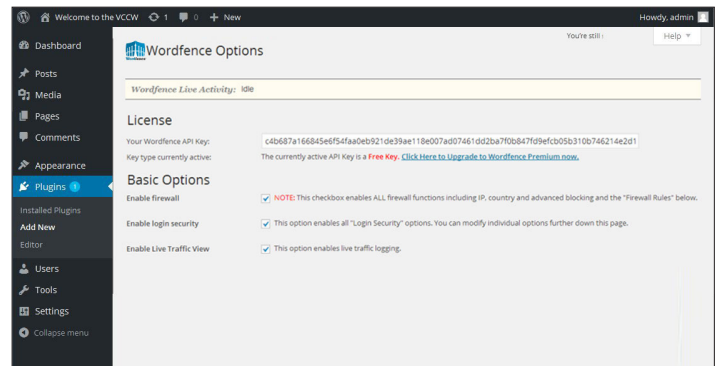 Welcome to the VCCW 1 0 + New Howdy, admin
Dashboard
Posts
Media
Pages
Comments
Appearance
Plugins 1
Installed Plugins
Add New
Editor
Users
Tools
Settings
Collapse menu
You're still
Help
Wordfence Options
Wordfence Live Activity: Idle
License
Your Wordfence API Key: c4b687a166845e6f54faa0eb921de39ae118e007ad07461dd2ba7f0b847fd9efcb05b310b746214e2d1
Key type currently active: The currently active API Key is a Free Key. Click Here to Upgrade to Wordfence Premium now.
Basic Options
Enable firewall NOTE: This checkbox enables ALL firewall functions including IP, country and advanced blocking and the "Firewall Rules" below.
Enable login security This option enables all "Login Security" options. You can modify individual options further down this page.
Enable Live Traffic View This option enables live traffic logging.